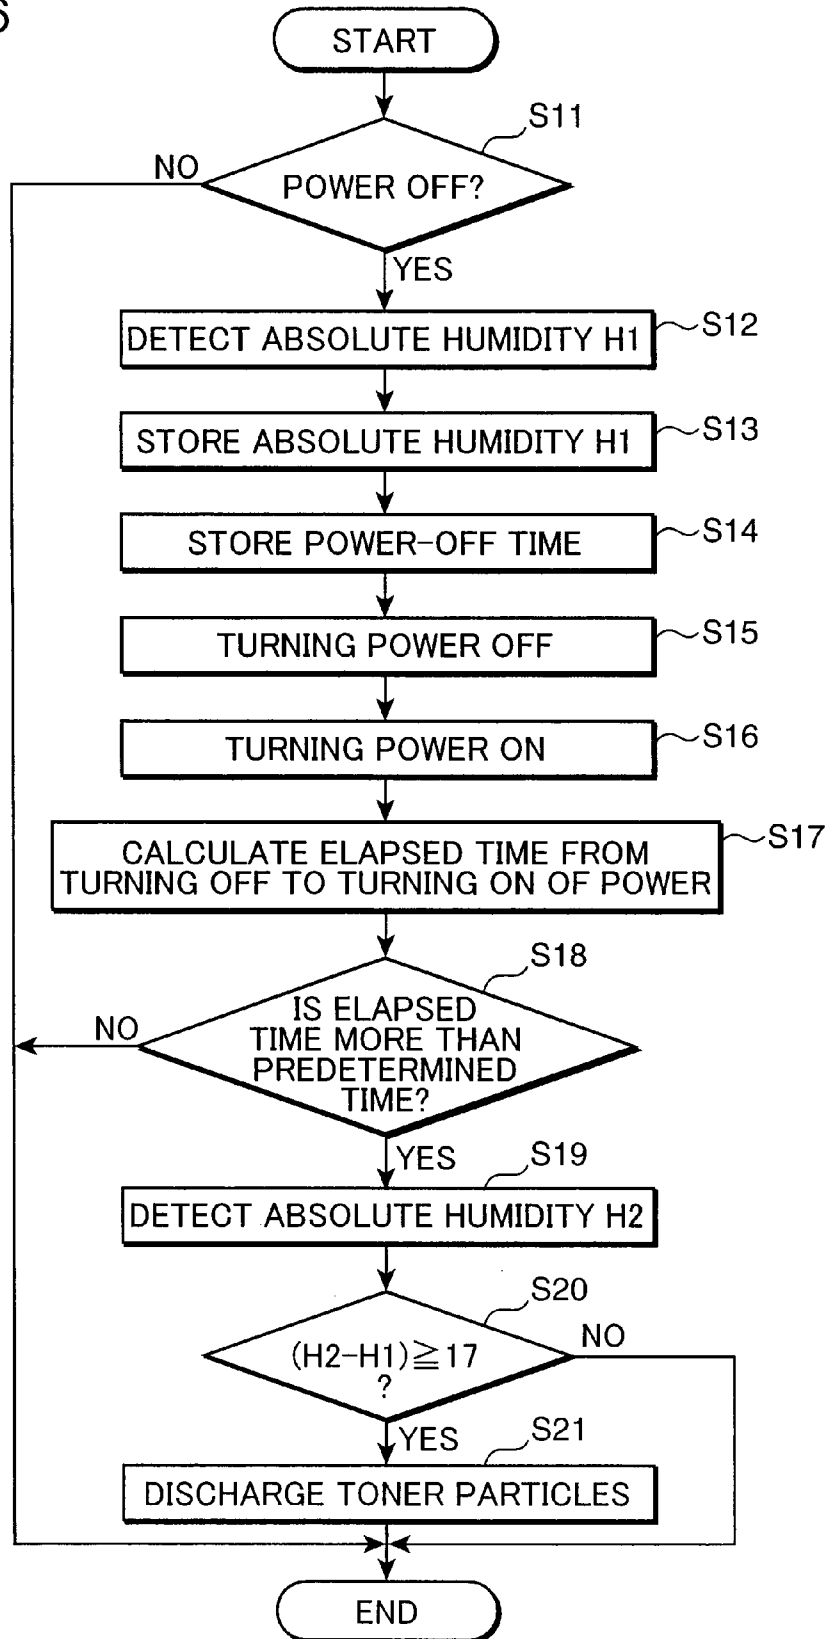 6
START
S11
NO
POWER OFF?
YES
DETECT ABSOLUTE HUMIDITY H1
S12
STORE ABSOLUTE HUMIDITY H1
S13
STORE POWER-OFF TIME
S14
TURNING POWER OFF
S15
TURNING POWER ON
S16
CALCULATE ELAPSED TIME FROM
TURNING OFF TO TURNING ON OF POWER
S17
S18
NO
IS ELAPSED
TIME MORE THAN
PREDETERMINED
TIME?
YES
S19
DETECT ABSOLUTE HUMIDITY H2
S20
NO
(H2-H1)≧17
?
YES
S21
DISCHARGE TONER PARTICLES
END